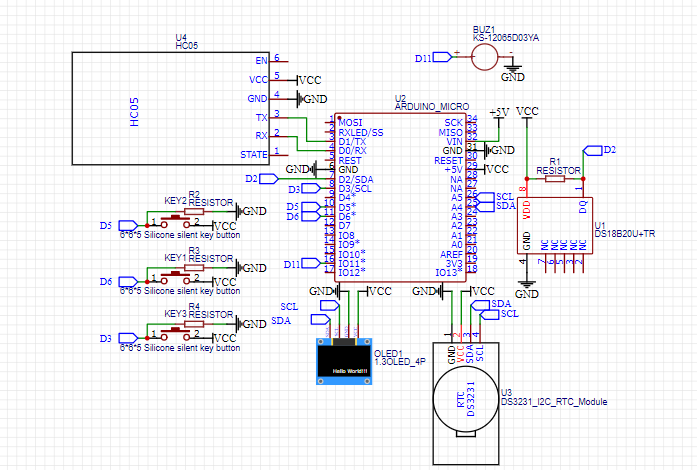 U4
HC05
HC05
EN 6
VCC 5 VCC
GND 4 GND
TX 3
RX 2
STATE 1
BUZ1
KS-12065D03YA
D11 + -
GND
U2
ARDUINO_MICRO
1 MOSI
2 RXLED/SS
3 D1/TX
4 D0/RX
5 REST
GND 6 GND
D2 7 D2/SDA
D3 8 D3/SCL
9 D4*
D5 10 D5*
D6 11 D6*
12 D7
13 IO8
14 IO9*
15 IO10*
D11 16 IO11*
17 IO12*
SCK 34
MISO 33
VIN 32 +5V
GND 31 GND
RESET 30
+5V 29 VCC
NA 28
NA 27
A5 26 SCL
A4 25 SDA
A3 24
A2 23
A1 22
A0 21
AREF 20
3V3 19
IO13* 18
VCC
R1
RESISTOR
D2
8 1
VDD DQ
U1
DS18B20U+TR
GND NC NC NC NC NC
4 7 6 5 3 2
GND
R2
KEY2 RESISTOR
GND
D5 1 2 VCC
6*6*5 Silicone silent key button
R3
KEY1 RESISTOR
GND
D6 1 2 VCC
6*6*5 Silicone silent key button
R4
KEY3 RESISTOR
GND
D3 1 2 VCC
6*6*5 Silicone silent key button
GND VCC
SCL
SDA
OLED1
1.3OLED_4P
Hello World!!!
GND VCC
SDA
SCL
1 2 3 4
GND VCC SDA SCL
RTC
DS3231
U3
DS3231_I2C_RTC_Module